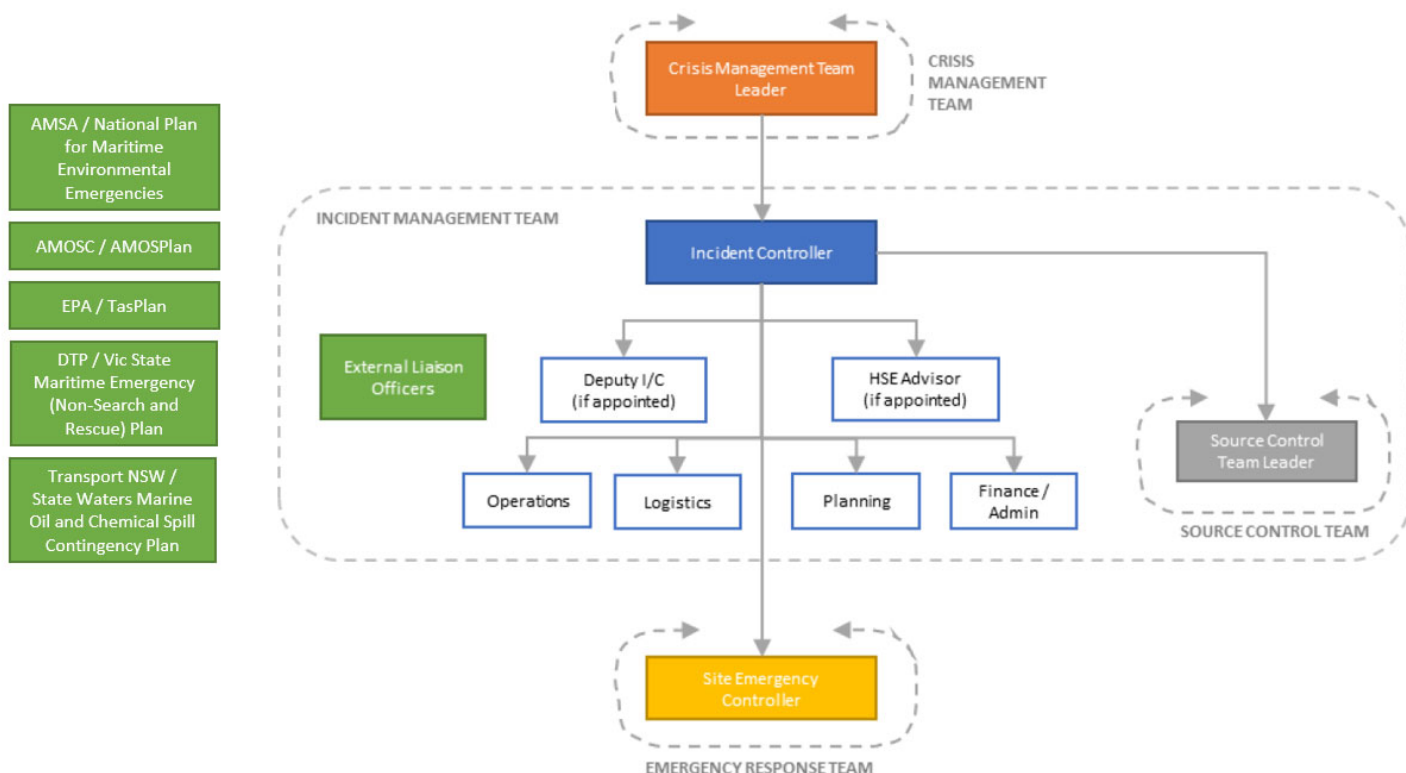 Crisis Management Team
Leader
CRISIS
MANAGEMENT
TEAM
AMSA / National Plan
for Maritime
Environmental
Emergencies
AMOSC / AMOSPlan
EPA / TasPlan
DTP / Vic State
Maritime Emergency
(Non-Search and
Rescue) Plan
Transport NSW /
State Waters Marine
Oil and Chemical Spill
Contingency Plan
INCIDENT MANAGEMENT TEAM
Incident Controller
External Liaison
Officers
Deputy I/C
(if appointed)
HSE Advisor
(if appointed)
Operations
Logistics
Planning
Finance /
Admin
Source Control
Team Leader
SOURCE CONTROL TEAM
Site Emergency
Controller
EMERGENCY RESPONSE TEAM